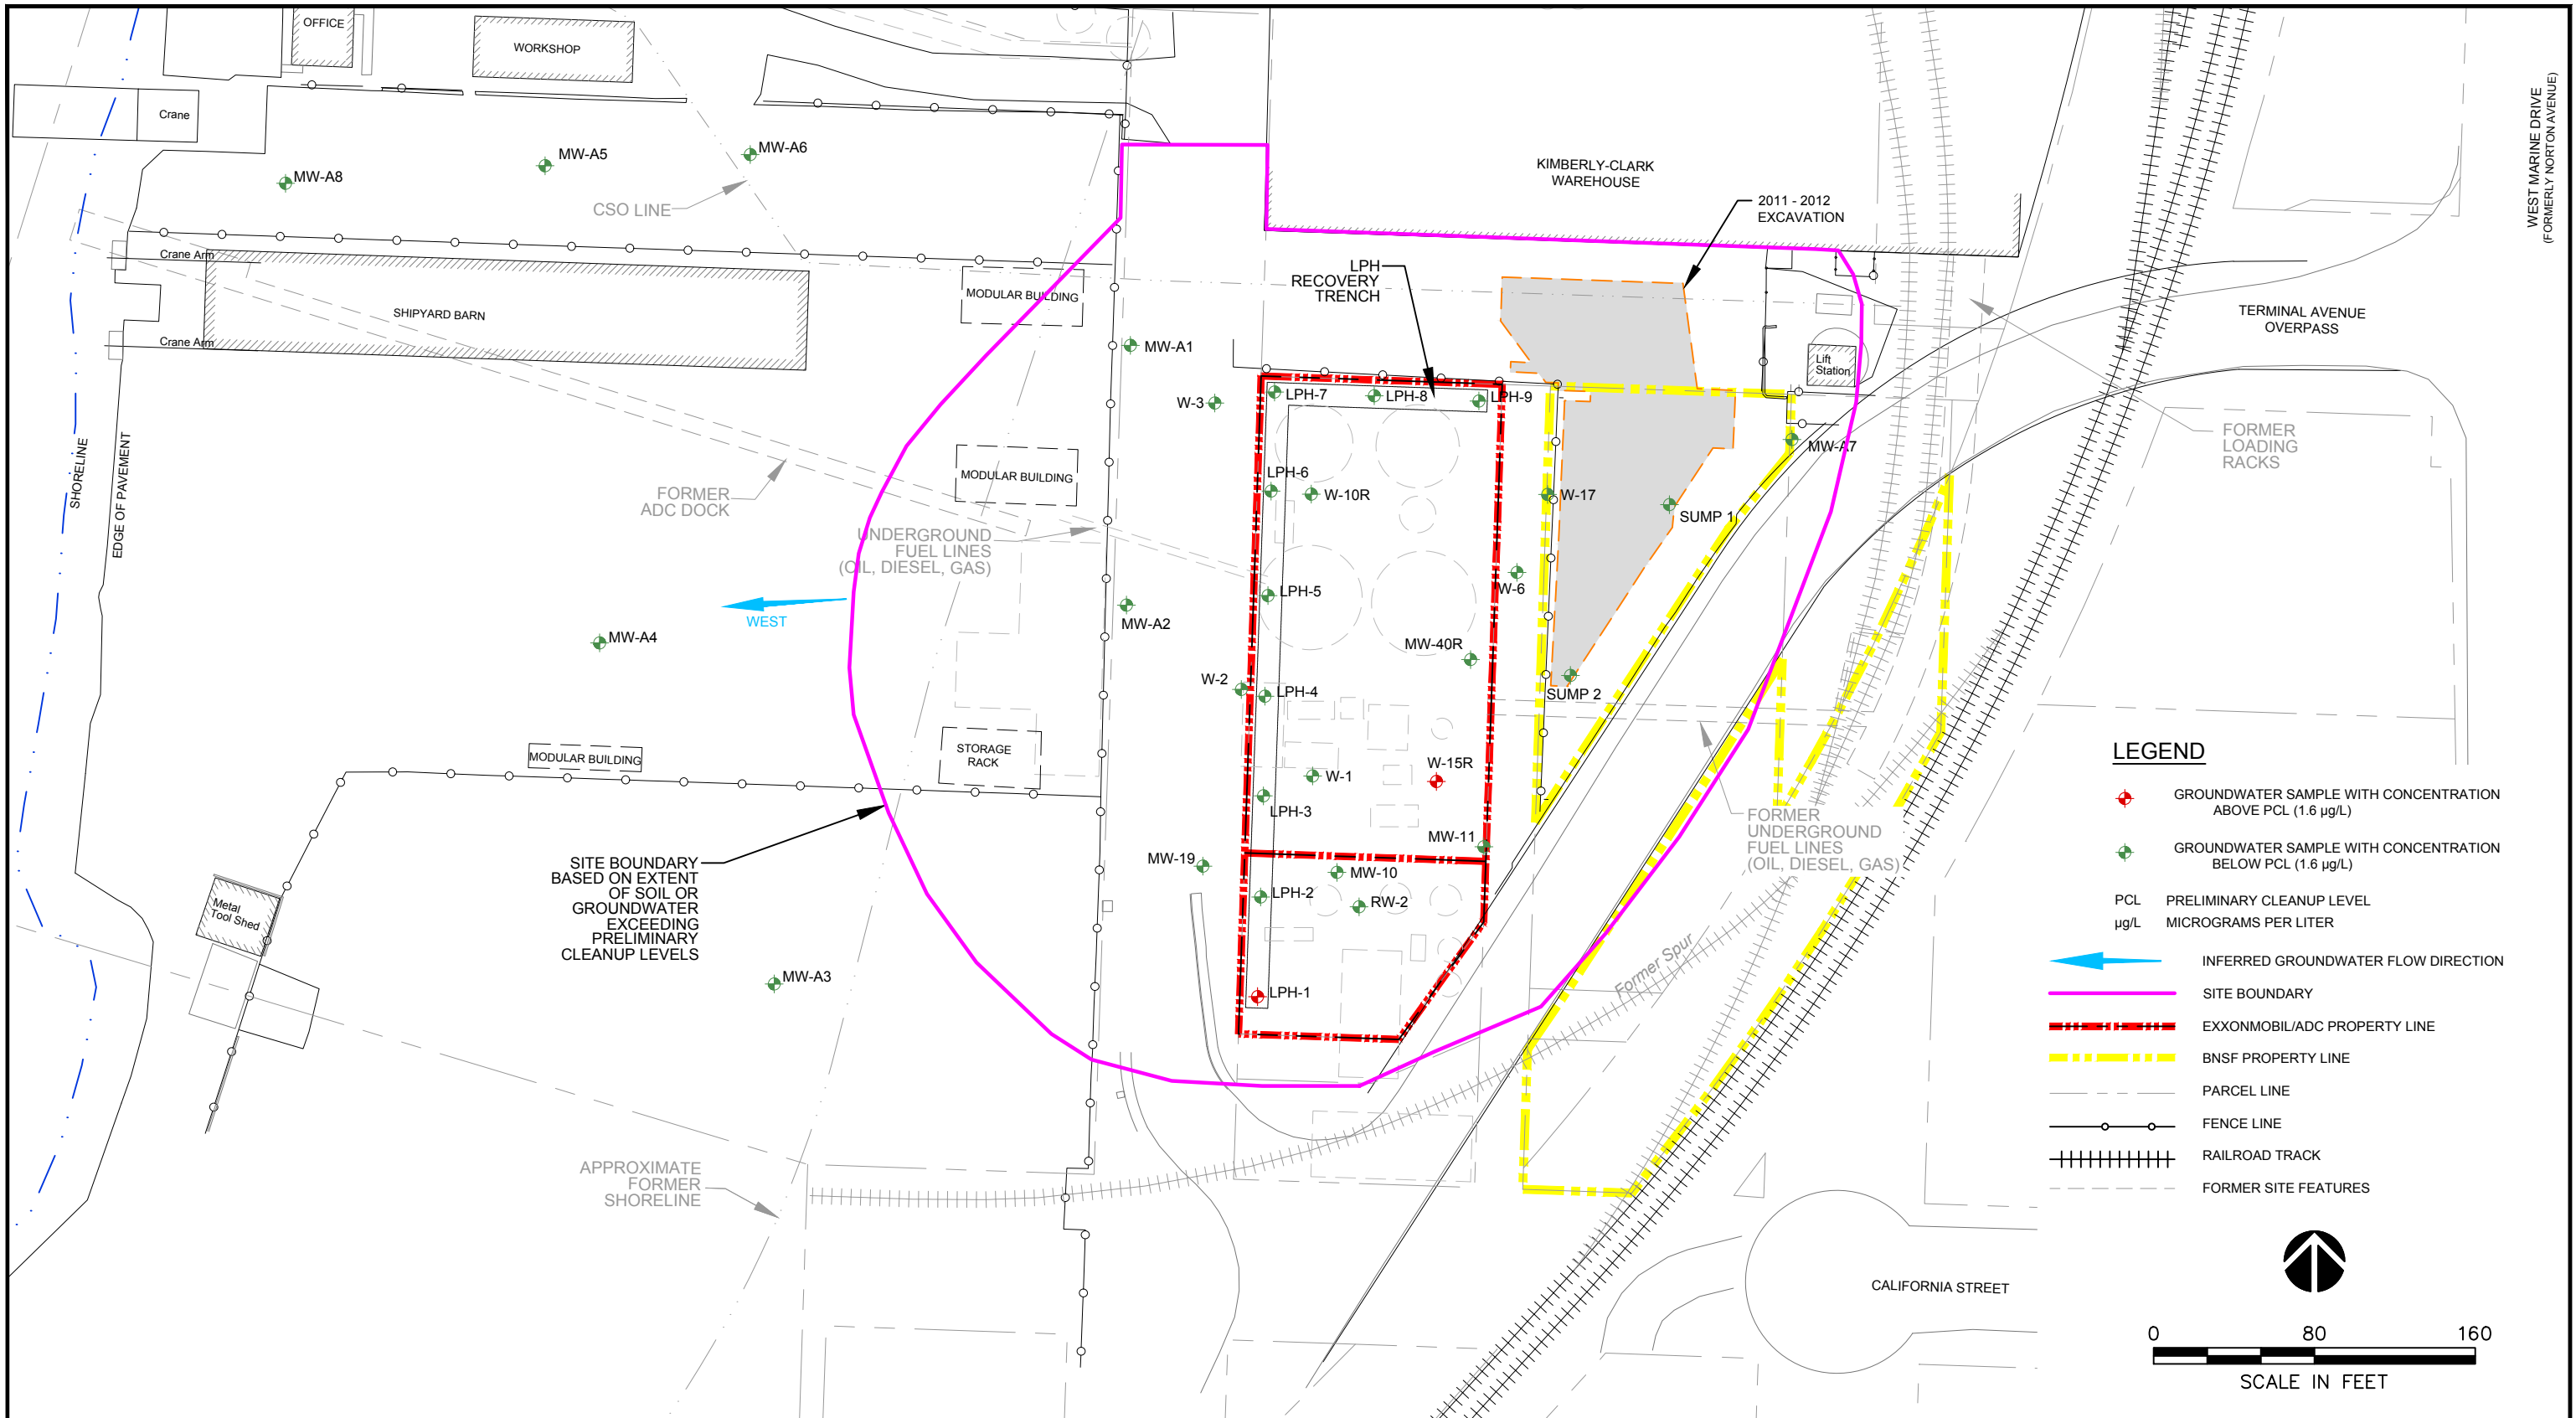 OFFICE
WORKSHOP
Crane
MW-A8
MW-A5
MW-A6
CSO LINE
KIMBERLY-CLARK
WAREHOUSE
2011 - 2012
EXCAVATION
WEST MARINE DRIVE
(FORMERLY NORTON AVENUE)
Crane Arm
SHIPYARD BARN
Crane Arm
MODULAR BUILDING
LPH
RECOVERY
TRENCH
TERMINAL AVENUE
OVERPASS
MW-A1
Lift
Station
W-3
LPH-7
LPH-8
LPH-9
MW-A7
FORMER
LOADING
RACKS
SHORELINE
EDGE OF PAVEMENT
FORMER
ADC DOCK
MODULAR BUILDING
LPH-6
W-10R
W-17
SUMP 1
UNDERGROUND
FUEL LINES
(OIL, DIESEL, GAS)
WEST
LPH-5
W-6
MW-A2
MW-A4
MW-40R
W-2
LPH-4
SUMP 2
MODULAR BUILDING
STORAGE
RACK
W-1
W-15R
LPH-3
MW-11
FORMER
UNDERGROUND
FUEL LINES
(OIL, DIESEL, GAS)
SITE BOUNDARY
BASED ON EXTENT
OF SOIL OR
GROUNDWATER
EXCEEDING
PRELIMINARY
CLEANUP LEVELS
MW-19
MW-10
LPH-2
RW-2
Metal
Tool Shed
MW-A3
LPH-1
Former Spur
APPROXIMATE
FORMER
SHORELINE
CALIFORNIA STREET
LEGEND
GROUNDWATER SAMPLE WITH CONCENTRATION
ABOVE PCL (1.6 µg/L)
GROUNDWATER SAMPLE WITH CONCENTRATION
BELOW PCL (1.6 µg/L)
PCL PRELIMINARY CLEANUP LEVEL
µg/L MICROGRAMS PER LITER
INFERRED GROUNDWATER FLOW DIRECTION
SITE BOUNDARY
EXXONMOBIL/ADC PROPERTY LINE
BNSF PROPERTY LINE
PARCEL LINE
FENCE LINE
RAILROAD TRACK
FORMER SITE FEATURES
0 80 160
SCALE IN FEET